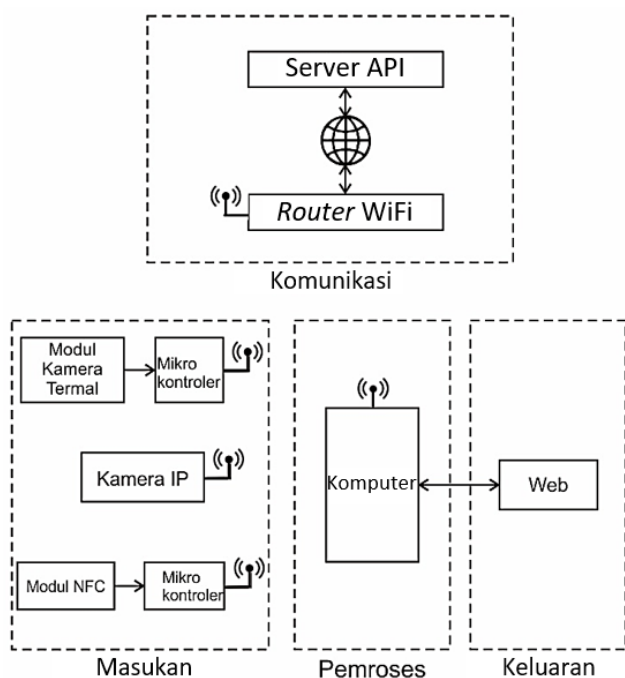 Server API
Router WiFi
Komunikasi
Modul
Kamera
Termal
Mikro
kontroler
Kamera IP
Modul NFC
Mikro
kontroler
Masukan
Komputer
Pemroses
Web
Keluaran